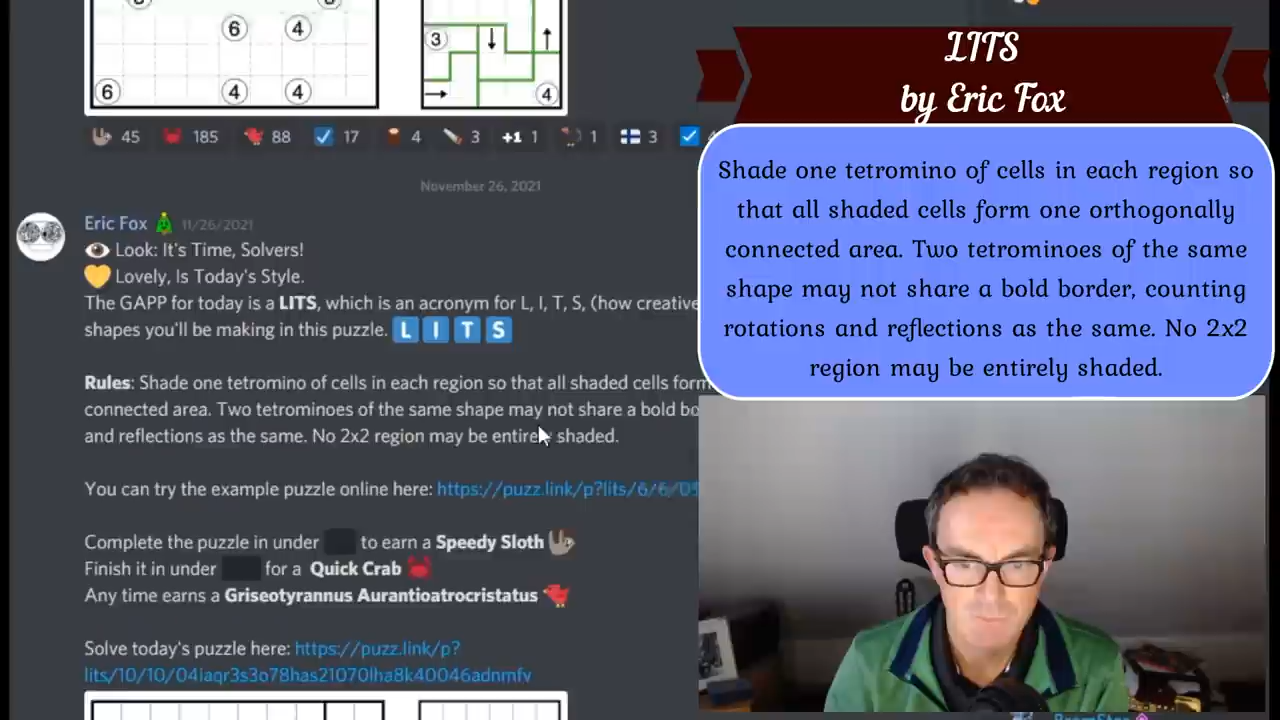 6 4
6 4 4
3
4
45 185 88 17 4 3 +1 1 1 3
November 26, 2021
Eric Fox 11/26/2021
Look: It's Time, Solvers!
Lovely, Is Today's Style.
The GAPP for today is a LITS, which is an acronym for L, I, T, S, (how creative
shapes you'll be making in this puzzle. L I T S
Rules: Shade one tetromino of cells in each region so that all shaded cells form
connected area. Two tetrominoes of the same shape may not share a bold bo
and reflections as the same. No 2x2 region may be entirely shaded.
You can try the example puzzle online here: https://puzz.link/p?lits/6/6/
Complete the puzzle in under to earn a Speedy Sloth
Finish it in under for a Quick Crab
Any time earns a Griseotyrannus Aurantioatrocristatus
Solve today's puzzle here: https://puzz.link/p?
lits/10/10/04iaqr3s3o78has21070lha8k40046adnmfv
LITS
by Eric Fox
Shade one tetromino of cells in each region so
that all shaded cells form one orthogonally
connected area. Two tetrominoes of the same
shape may not share a bold border, counting
rotations and reflections as the same. No 2x2
region may be entirely shaded.